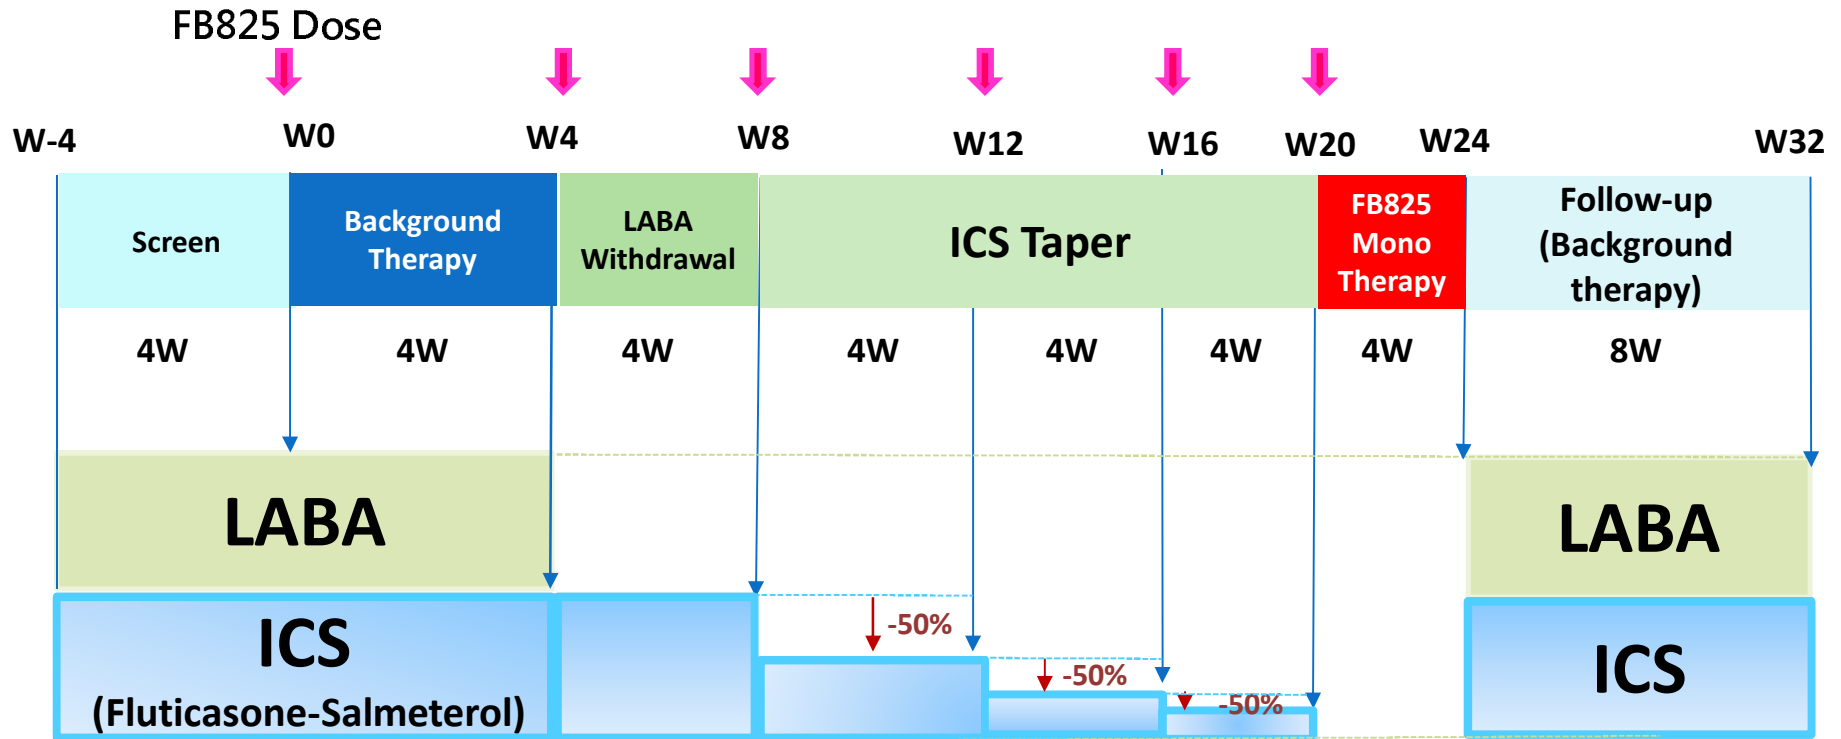 FB825 Dose
W-4
W0
W4
W8
W12
W16
W20
W24
W32
Screen
Background
Therapy
LABA
Withdrawal
ICS Taper
FB825
Mono
Therapy
Follow-up
(Background
therapy)
4W
4W
4W
4W
4W
4W
4W
8W
LABA
LABA
ICS
(Fluticasone-Salmeterol)
-50%
-50%
-50%
ICS